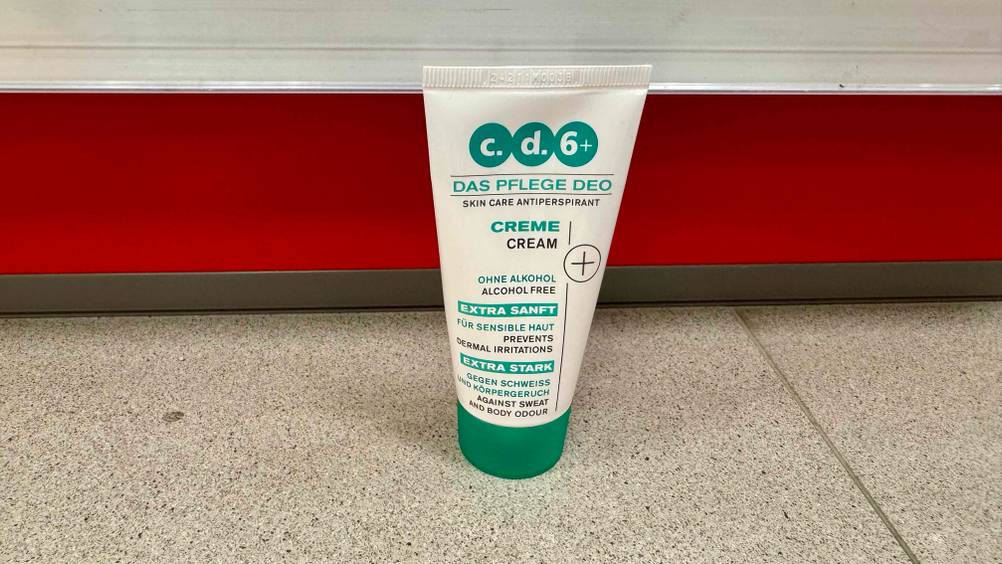 c. d. 6+
DAS PFLEGE DEO
SKIN CARE ANTIPERSPIRANT
CREME
CREAM
OHNE ALKOHOL
ALCOHOL FREE
EXTRA SANFT
FÜR SENSIBLE HAUT
PREVENTS
DERMAL IRRITATIONS
EXTRA STARK
GEGEN SCHWEISS
UND KÖRPERGERUCH
AGAINST SWEAT
AND BODY ODOUR